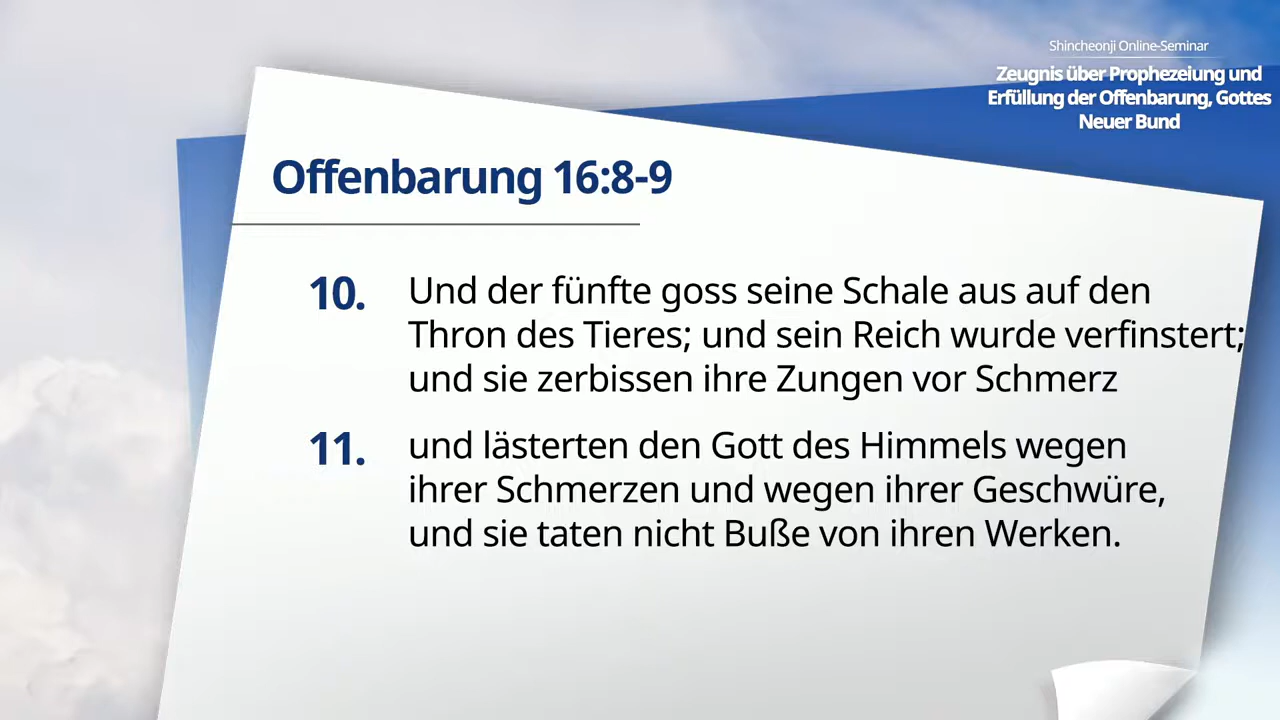 Shincheonji Online-Seminar
Zeugnis über Prophezeiung und
Erfüllung der Offenbarung, Gottes
Neuer Bund
Offenbarung 16:8-9
10. Und der fünfte goss seine Schale aus auf den
Thron des Tieres; und sein Reich wurde verfinstert;
und sie zerbissen ihre Zungen vor Schmerz
11. und lästerten den Gott des Himmels wegen
ihrer Schmerzen und wegen ihrer Geschwüre,
und sie taten nicht Buße von ihren Werken.